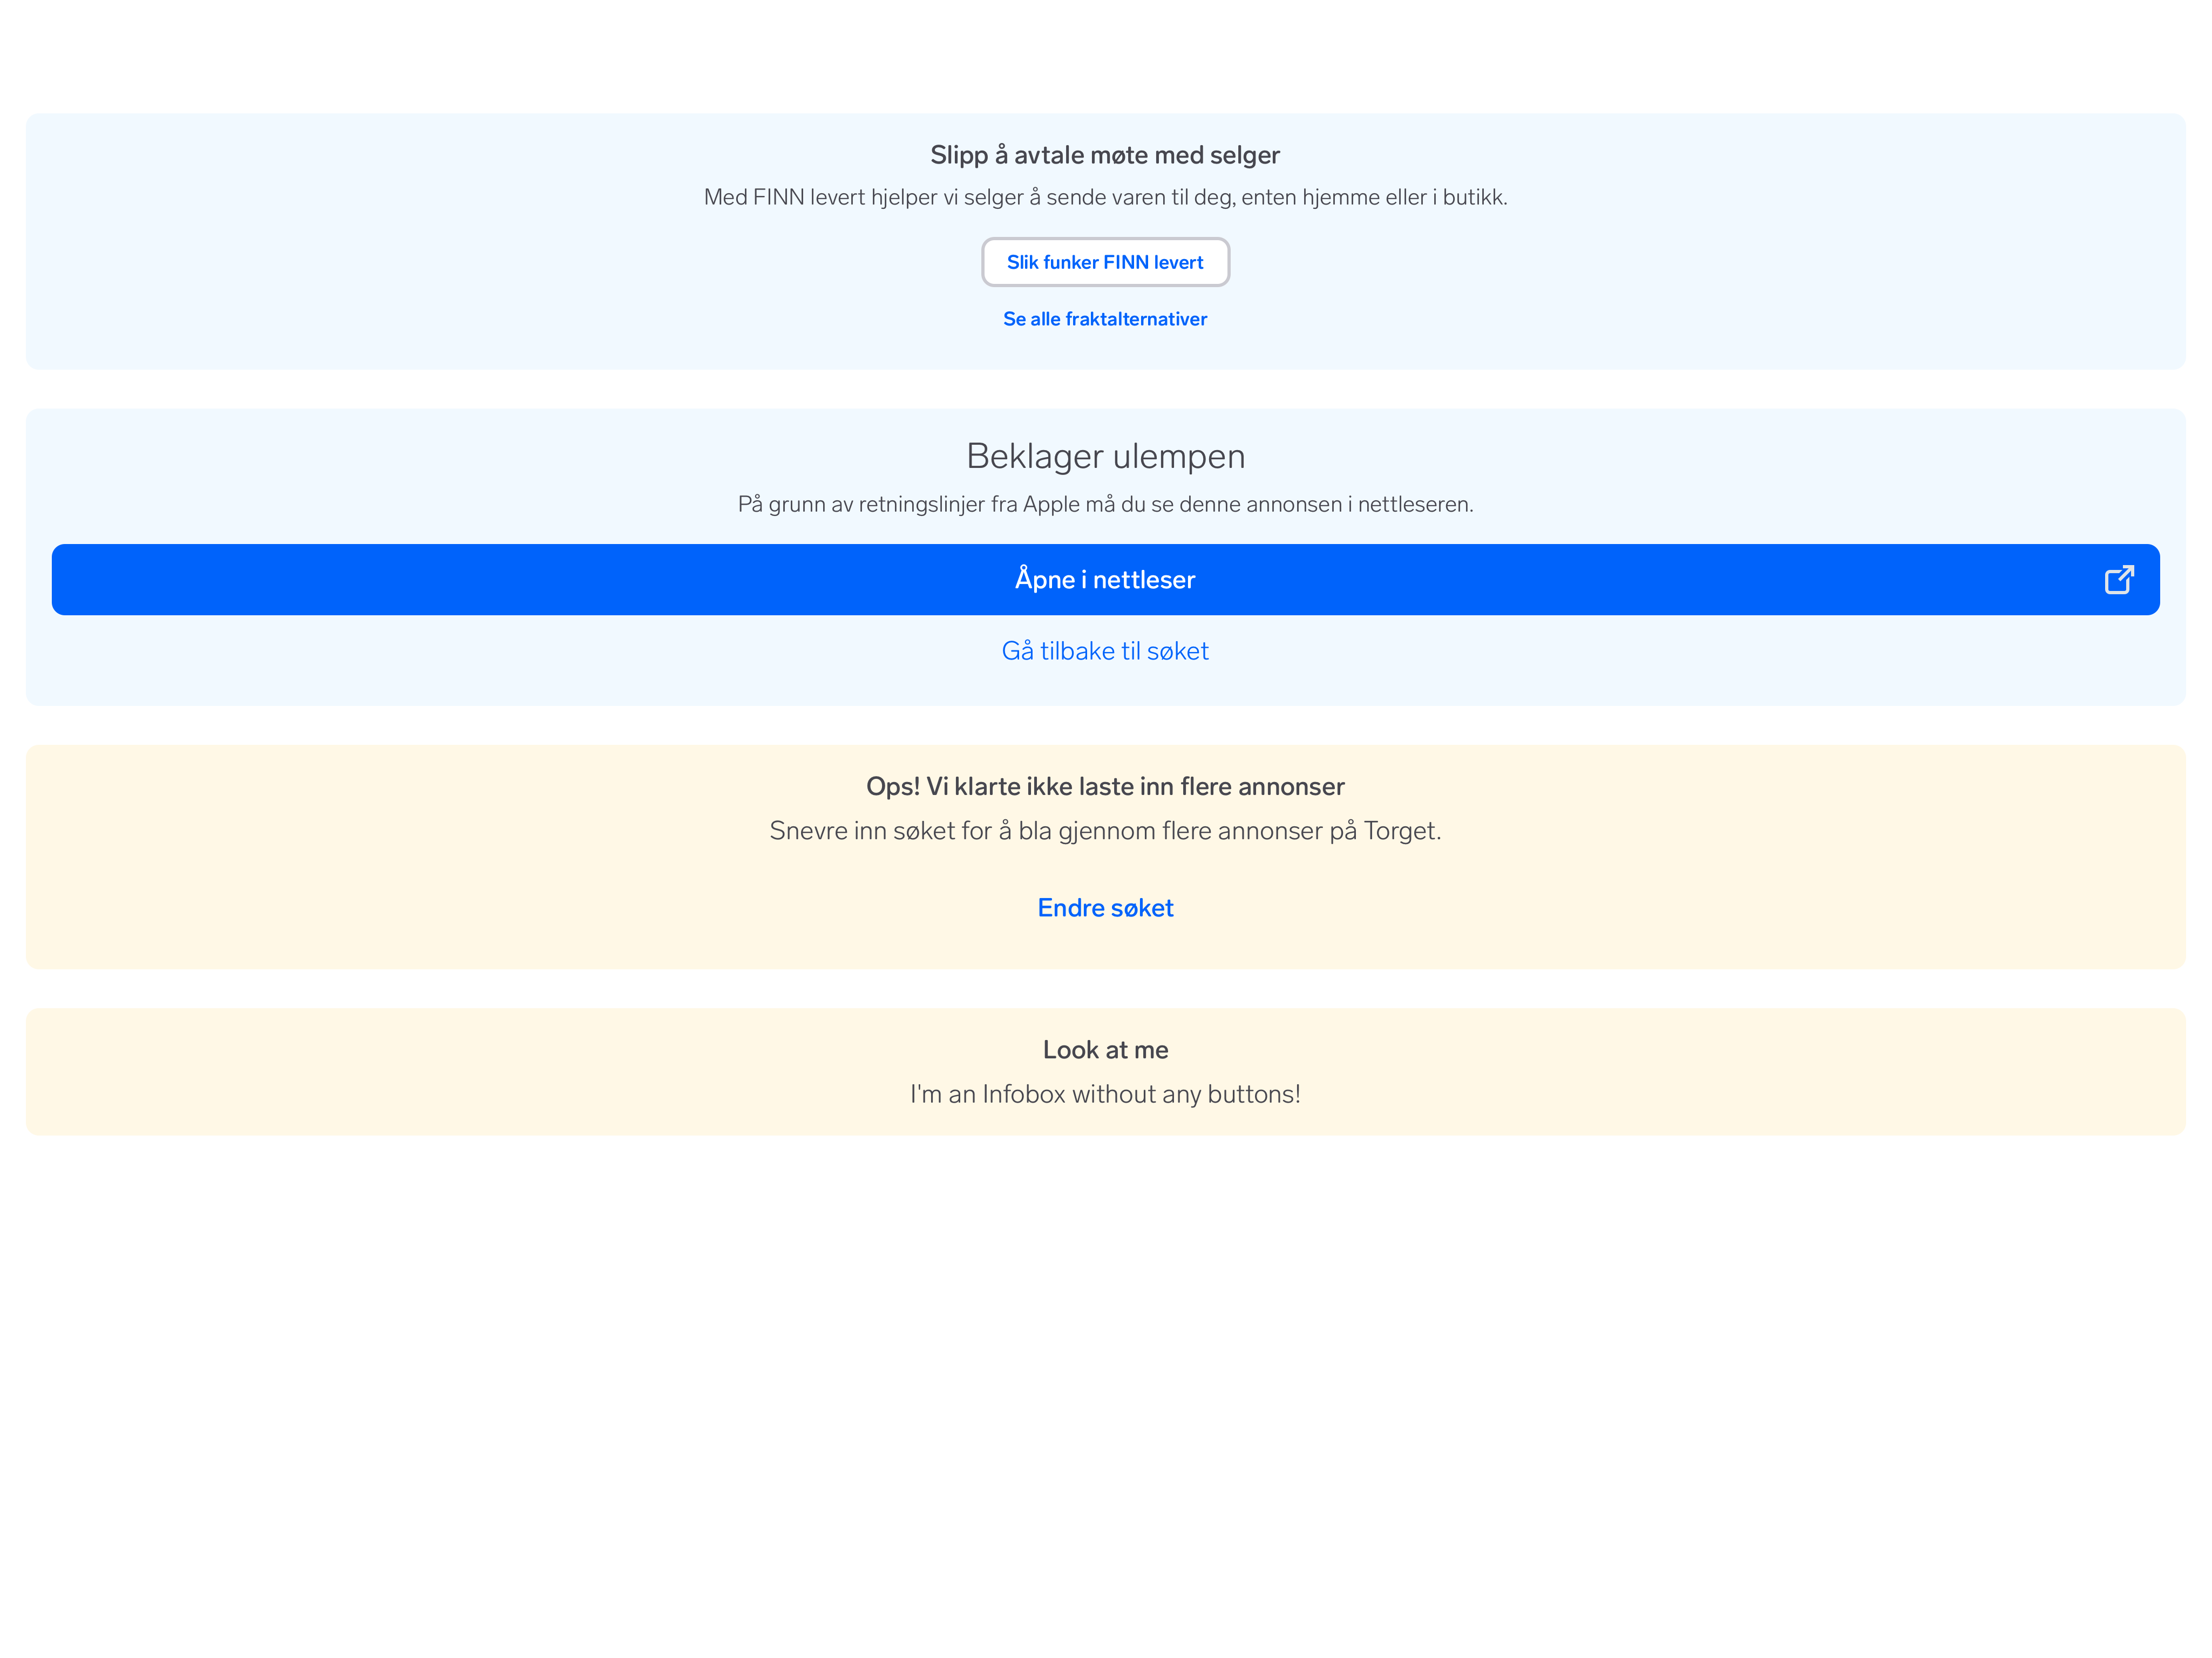 Slipp å avtale møte med selger
Med FINN levert hjelper vi selger å sende varen til deg, enten hjemme eller i butikk.
Slik funker FINN levert
Se alle fraktalternativer
Beklager ulempen
På grunn av retningslinjer fra Apple må du se denne annonsen i nettleseren.
Åpne i nettleser
Gå tilbake til søket
Ops! Vi klarte ikke laste inn flere annonser
Snevre inn søket for å bla gjennom flere annonser på Torget.
Endre søket
Look at me
I'm an Infobox without any buttons!